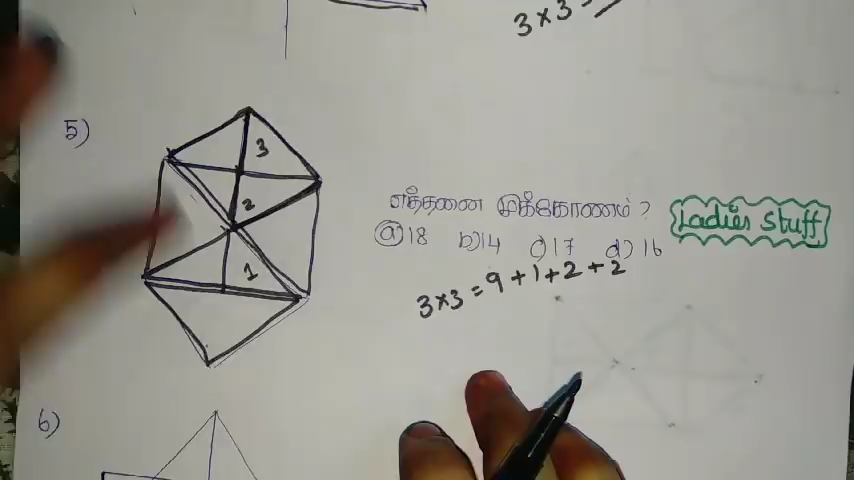 3×3=
5)
3
2
1
எத்தனை முக்கோணம்?
Ladies Stuff
a) 18 b) 14 c) 17 d) 16
3×3=9+1+2+2
6)